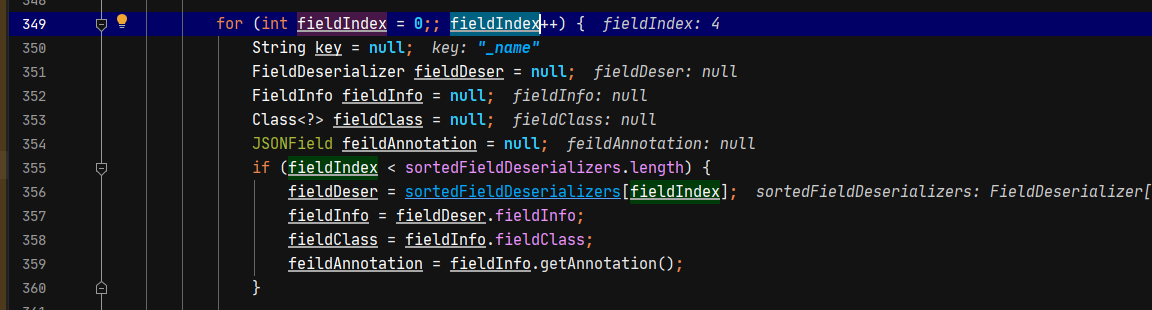 349 for (int fieldIndex = 0;; fieldIndex++) { fieldIndex: 4
350 String key = null; key: "_name"
351 FieldDeserializer fieldDeser = null; fieldDeser: null
352 FieldInfo fieldInfo = null; fieldInfo: null
353 Class<?> fieldClass = null; fieldClass: null
354 JSONField feildAnnotation = null; feildAnnotation: null
355 if (fieldIndex < sortedFieldDeserializers.length) {
356 fieldDeser = sortedFieldDeserializers[fieldIndex]; sortedFieldDeserializers: FieldDeserializer[
357 fieldInfo = fieldDeser.fieldInfo;
358 fieldClass = fieldInfo.fieldClass;
359 feildAnnotation = fieldInfo.getAnnotation();
360 }